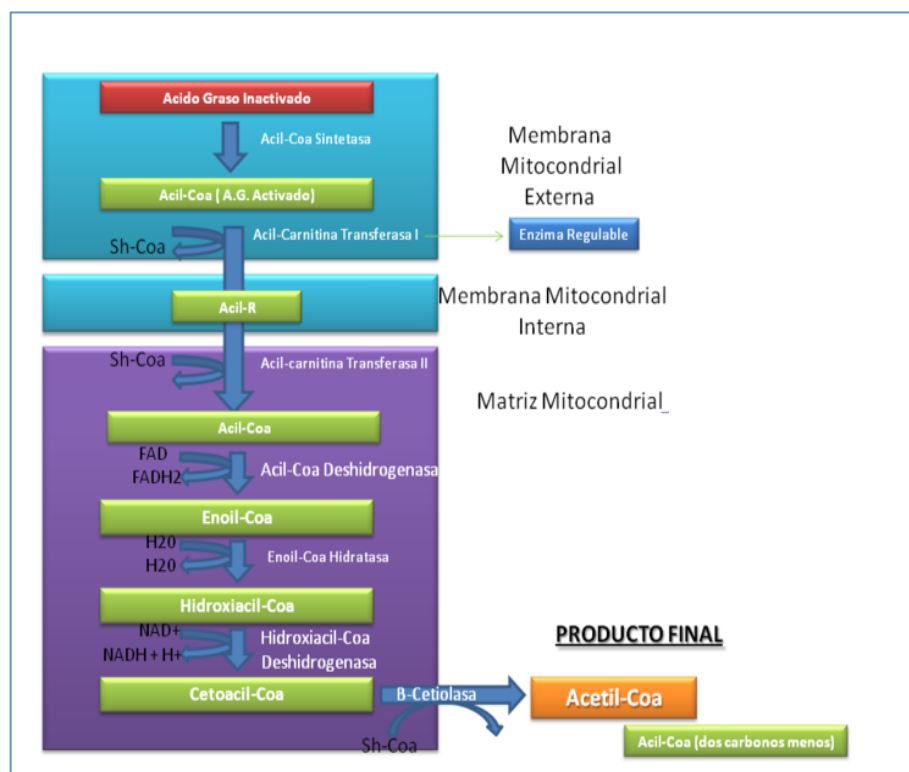 Acido Graso Inactivado
Acil-Coa Sintetasa
Membrana
Mitocondrial
Externa
Acil-Coa ( A.G. Activado)
Acil-Carnitina Transferasa I
Enzima Regulable
Sh-Coa
Acil-R
Membrana Mitocondrial
Interna
Sh-Coa
Acil-carnitina Transferasa II
Matriz Mitocondrial
Acil-Coa
FAD
FADH2
Acil-Coa Deshidrogenasa
Enoil-Coa
H20
H20
Enoil-Coa Hidratasa
Hidroxiacil-Coa
NAD+
NADH + H+
Hidroxiacil-Coa
Deshidrogenasa
PRODUCTO FINAL
Cetoacil-Coa
B-Cetiolasa
Acetil-Coa
Sh-Coa
Acil-Coa (dos carbonos menos)